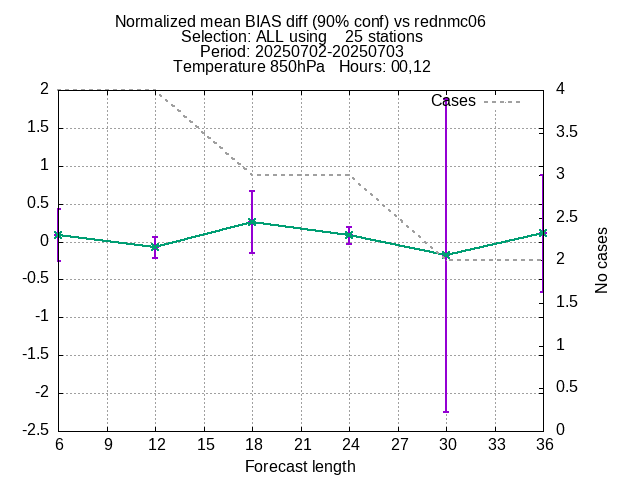 Normalized mean BIAS diff (90% conf) vs rednmc06
Selection: ALL using    25 stations
Period: 20250702-20250703
Temperature 850hPa   Hours: 00,12
Cases
2
1.5
1
0.5
0
-0.5
-1
-1.5
-2
-2.5
4
3.5
3
2.5
2
1.5
1
0.5
0
No cases
6 9 12 15 18 21 24 27 30 33 36
Forecast length